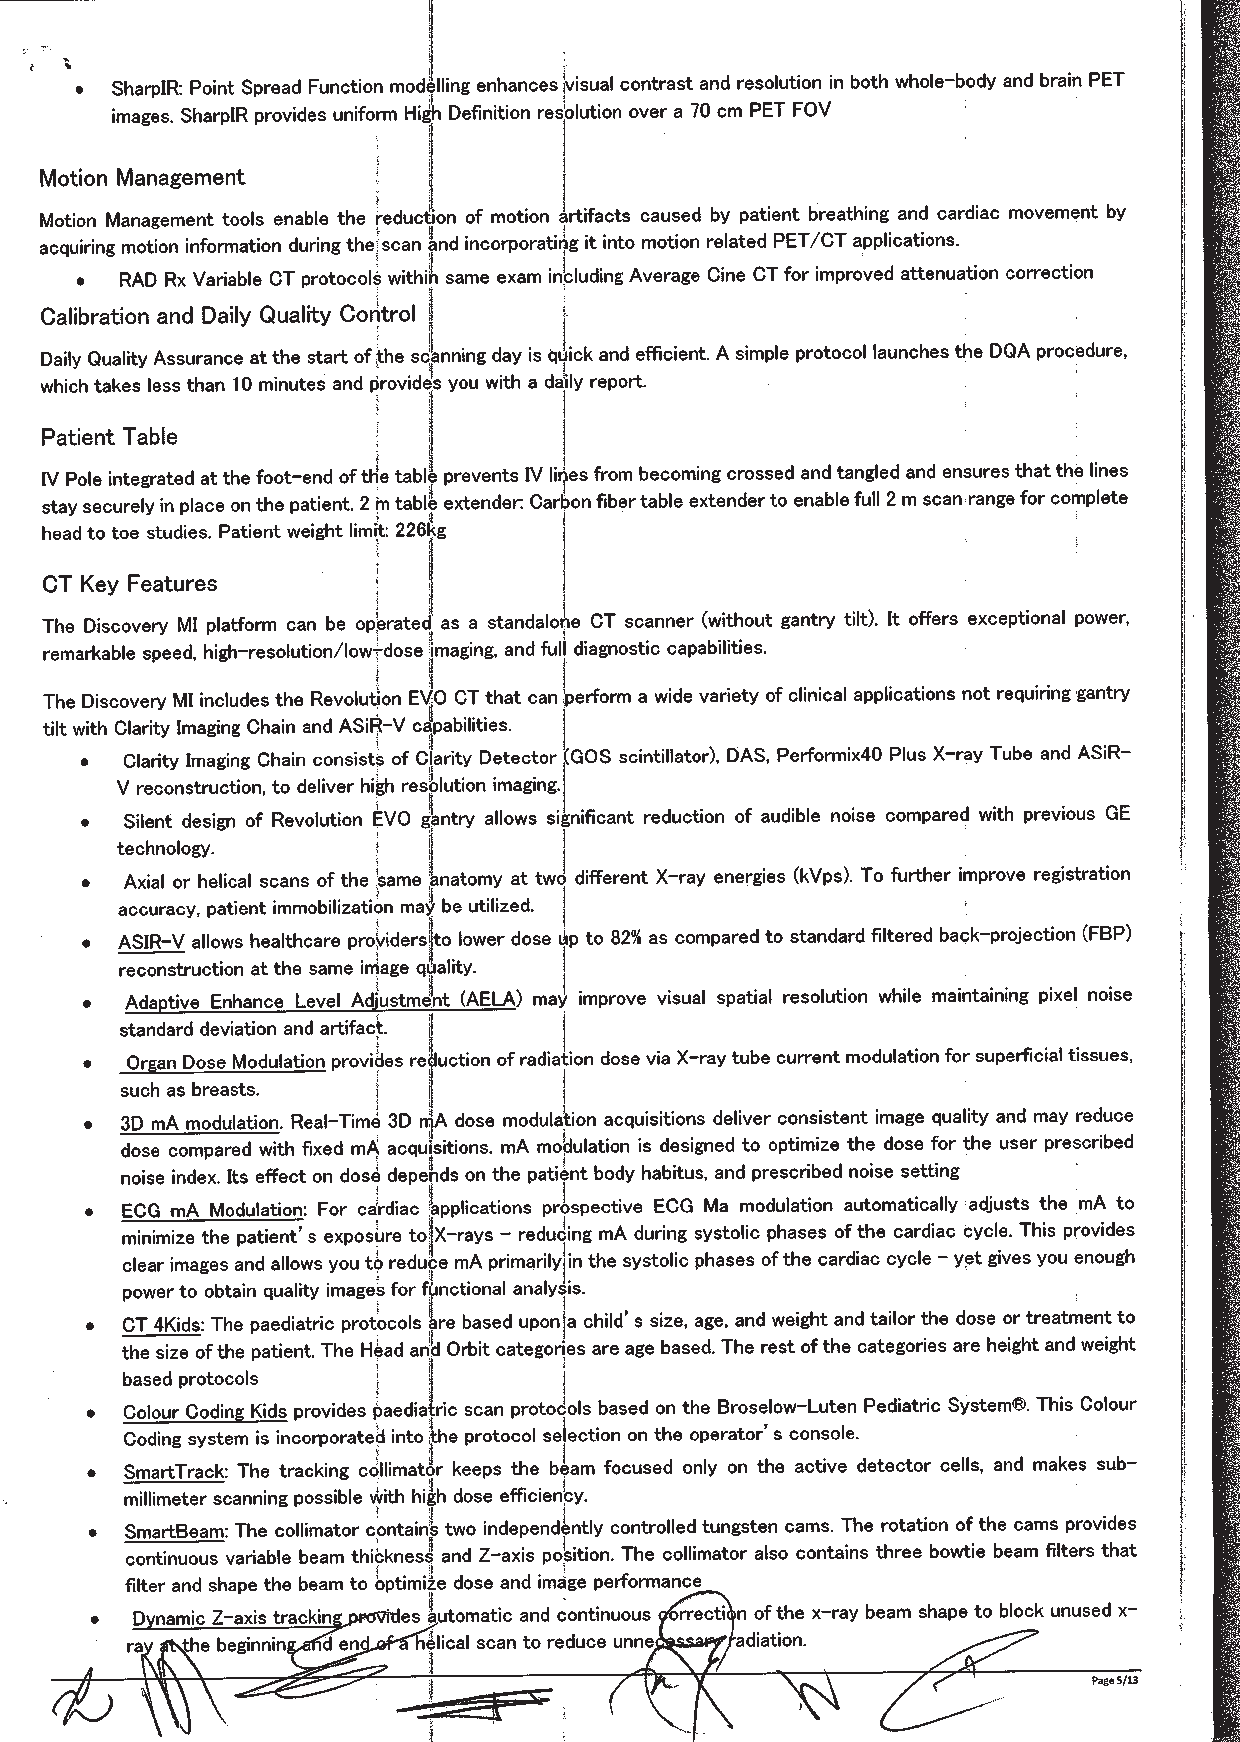 • SharpIR: Point Spread Function modelling enhances visual contrast and resolution in both whole-body and brain PET
images. SharpIR provides uniform High Definition resolution over a 70 cm PET FOV
Motion Management
Motion Management tools enable the reduction of motion artifacts caused by patient breathing and cardiac movement by
acquiring motion information during the scan and incorporating it into motion related PET/CT applications.
• RAD Rx Variable CT protocols within same exam including Average Cine CT for improved attenuation correction
Calibration and Daily Quality Control
Daily Quality Assurance at the start of the scanning day is quick and efficient. A simple protocol launches the DQA procedure,
which takes less than 10 minutes and provides you with a daily report.
Patient Table
IV Pole integrated at the foot-end of the table prevents IV lines from becoming crossed and tangled and ensures that the lines
stay securely in place on the patient. 2 m table extender: Carbon fiber table extender to enable full 2 m scan range for complete
head to toe studies. Patient weight limit: 226kg
CT Key Features
The Discovery MI platform can be operated as a standalone CT scanner (without gantry tilt). It offers exceptional power,
remarkable speed, high-resolution/low-dose imaging, and full diagnostic capabilities.
The Discovery MI includes the Revolution EVO CT that can perform a wide variety of clinical applications not requiring gantry
tilt with Clarity Imaging Chain and ASiR-V capabilities.
• Clarity Imaging Chain consists of Clarity Detector (GOS scintillator), DAS, Performix40 Plus X-ray Tube and ASiR-
V reconstruction, to deliver high resolution imaging.
• Silent design of Revolution EVO gantry allows significant reduction of audible noise compared with previous GE
technology.
• Axial or helical scans of the same anatomy at two different X-ray energies (kVps). To further improve registration
accuracy, patient immobilization may be utilized.
• ASIR-V allows healthcare providers to lower dose up to 82% as compared to standard filtered back-projection (FBP)
reconstruction at the same image quality.
• Adaptive Enhance Level Adjustment (AELA) may improve visual spatial resolution while maintaining pixel noise
standard deviation and artifact.
• Organ Dose Modulation provides reduction of radiation dose via X-ray tube current modulation for superficial tissues,
such as breasts.
• 3D mA modulation. Real-Time 3D mA dose modulation acquisitions deliver consistent image quality and may reduce
dose compared with fixed mA acquisitions. mA modulation is designed to optimize the dose for the user prescribed
noise index. Its effect on dose depends on the patient body habitus, and prescribed noise setting
• ECG mA Modulation: For cardiac applications prospective ECG Ma modulation automatically adjusts the mA to
minimize the patient's exposure to X-rays - reducing mA during systolic phases of the cardiac cycle. This provides
clear images and allows you to reduce mA primarily in the systolic phases of the cardiac cycle - yet gives you enough
power to obtain quality images for functional analysis.
• CT 4Kids: The paediatric protocols are based upon a child's size, age, and weight and tailor the dose or treatment to
the size of the patient. The Head and Orbit categories are age based. The rest of the categories are height and weight
based protocols
• Colour Coding Kids provides paediatric scan protocols based on the Broselow-Luten Pediatric System®. This Colour
Coding system is incorporated into the protocol selection on the operator's console.
• SmartTrack: The tracking collimator keeps the beam focused only on the active detector cells, and makes sub-
millimeter scanning possible with high dose efficiency.
• SmartBeam: The collimator contains two independently controlled tungsten cams. The rotation of the cams provides
continuous variable beam thickness and Z-axis position. The collimator also contains three bowtie beam filters that
filter and shape the beam to optimize dose and image performance
• Dynamic Z-axis tracking provides automatic and continuous correction of the x-ray beam shape to block unused x-
ray at the beginning and end of a helical scan to reduce unnecessary radiation.
Page 5/13